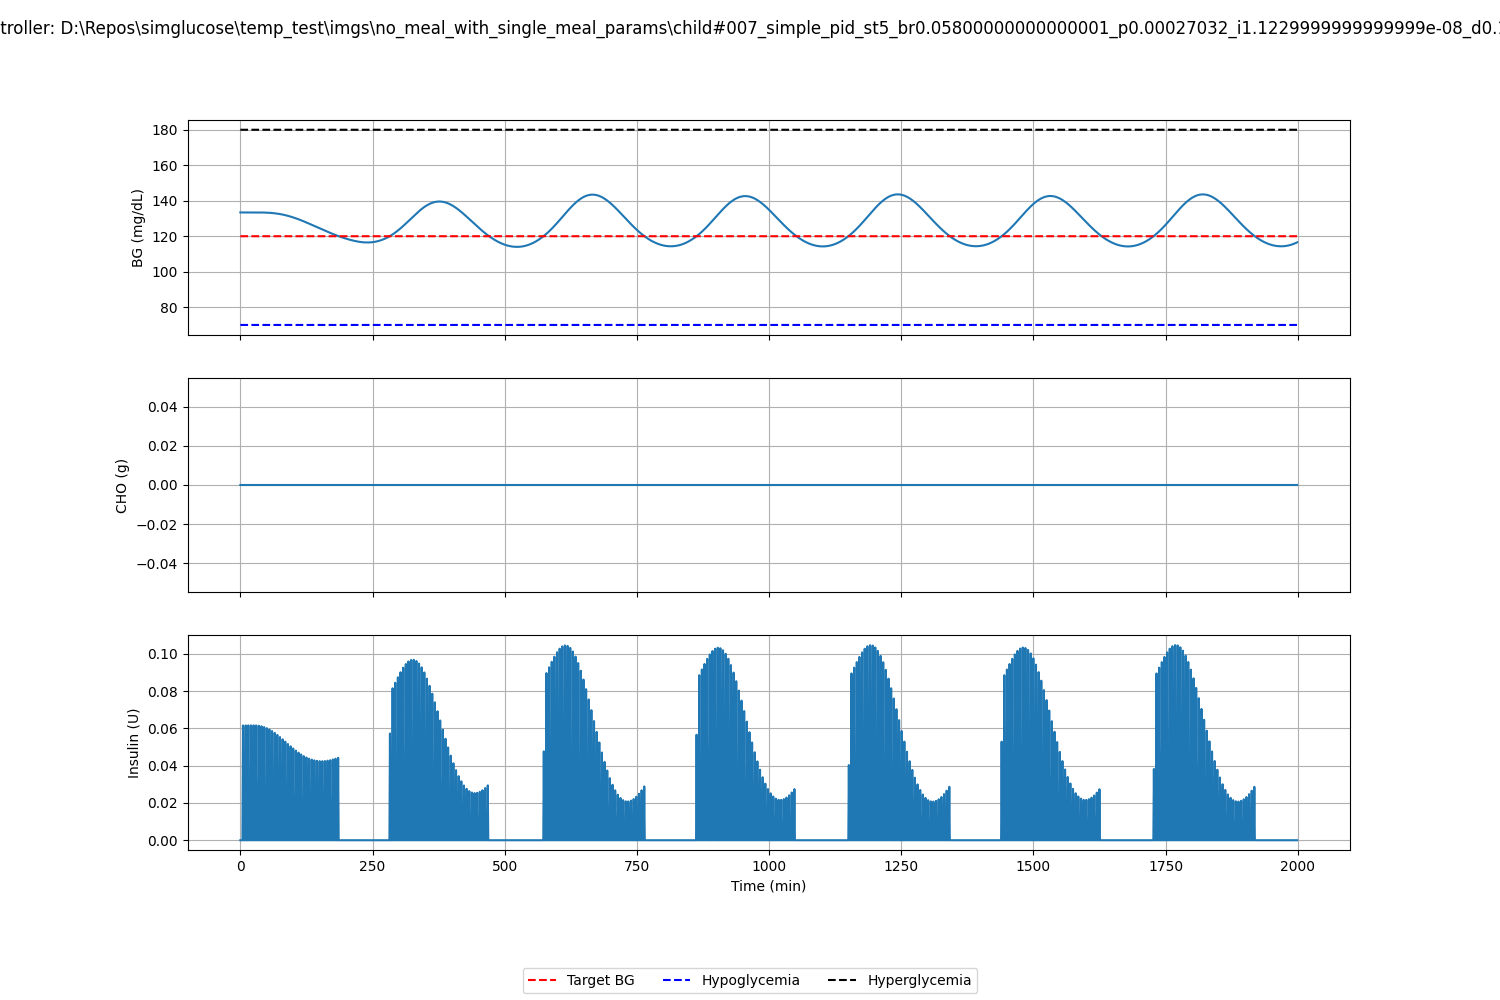 troller: D:\Repos\simglucose\temp_test\imgs\no_meal_with_single_meal_params\child#007_simple_pid_st5_br0.05800000000000001_p0.00027032_i1.1229999999999999e-08_d0.
180
160
140
120
100
80
BG (mg/dL)
0.04
0.02
0.00
−0.02
−0.04
CHO (g)
0.10
0.08
0.06
0.04
0.02
0.00
Insulin (U)
0 250 500 750 1000 1250 1500 1750 2000
Time (min)
Target BG Hypoglycemia Hyperglycemia